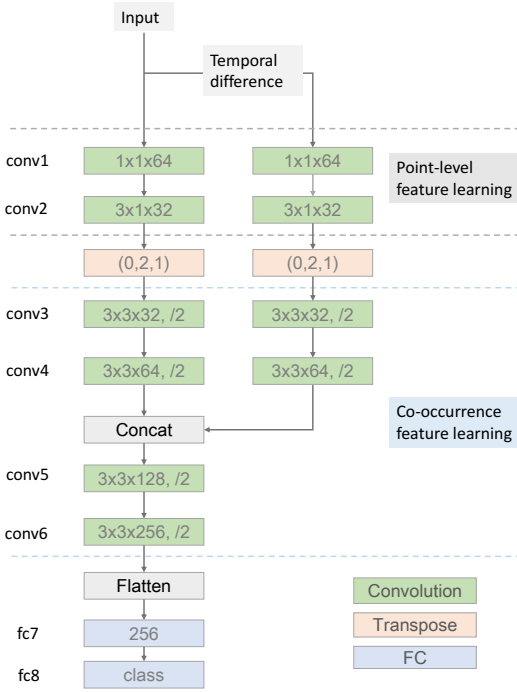 Input
Temporal
difference
conv1
1x1x64
1x1x64
Point-level
feature learning
conv2
3x1x32
3x1x32
(0,2,1)
(0,2,1)
conv3
3x3x32, /2
3x3x32, /2
conv4
3x3x64, /2
3x3x64, /2
Concat
Co-occurrence
feature learning
conv5
3x3x128, /2
conv6
3x3x256, /2
Flatten
Convolution
fc7
256
Transpose
FC
fc8
class